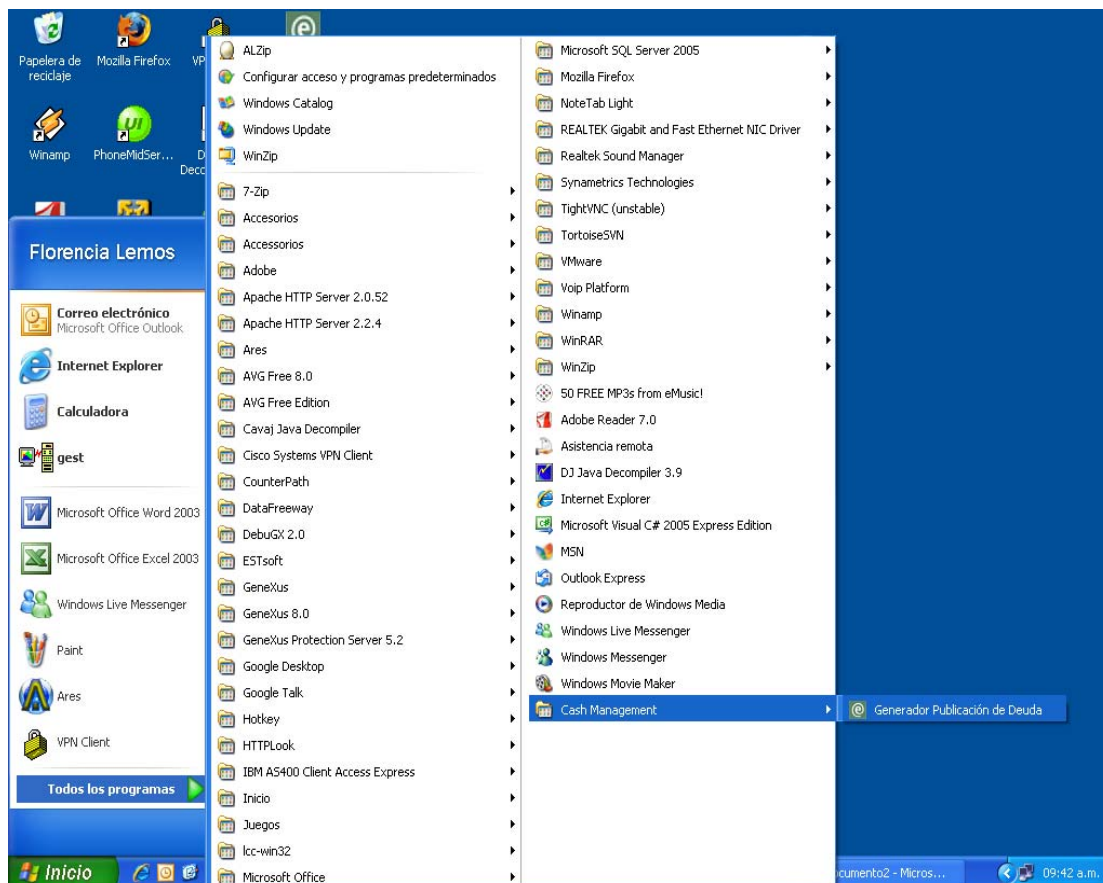 Papelera de
reciclaje
Mozilla Firefox
VP
Winamp
PhoneMidSer...
D
Decc
Florencia Lemos
Correo electrónico
Microsoft Office Outlook
Internet Explorer
Calculadora
gest
Microsoft Office Word 2003
Microsoft Office Excel 2003
Windows Live Messenger
Paint
Ares
VPN Client
Todos los programas
ALZip
Configurar acceso y programas predeterminados
Windows Catalog
Windows Update
WinZip
7-Zip
Accesorios
Accessorios
Adobe
Apache HTTP Server 2.0.52
Apache HTTP Server 2.2.4
Ares
AVG Free 8.0
AVG Free Edition
Cavaj Java Decompiler
Cisco Systems VPN Client
CounterPath
DataFreeway
DebuGX 2.0
ESTsoft
GeneXus
GeneXus 8.0
GeneXus Protection Server 5.2
Google Desktop
Google Talk
Hotkey
HTTPLook
IBM AS400 Client Access Express
Inicio
Juegos
lcc-win32
Microsoft Office
Microsoft SQL Server 2005
Mozilla Firefox
NoteTab Light
REALTEK Gigabit and Fast Ethernet NIC Driver
Realtek Sound Manager
Synametrics Technologies
TightVNC (unstable)
TortoiseSVN
VMware
Voip Platform
Winamp
WinRAR
WinZip
50 FREE MP3s from eMusic!
Adobe Reader 7.0
Asistencia remota
DJ Java Decompiler 3.9
Internet Explorer
Microsoft Visual C# 2005 Express Edition
MSN
Outlook Express
Reproductor de Windows Media
Windows Live Messenger
Windows Messenger
Windows Movie Maker
Cash Management
Generador Publicación de Deuda
Inicio
cumento2 - Micros...
09:42 a.m.